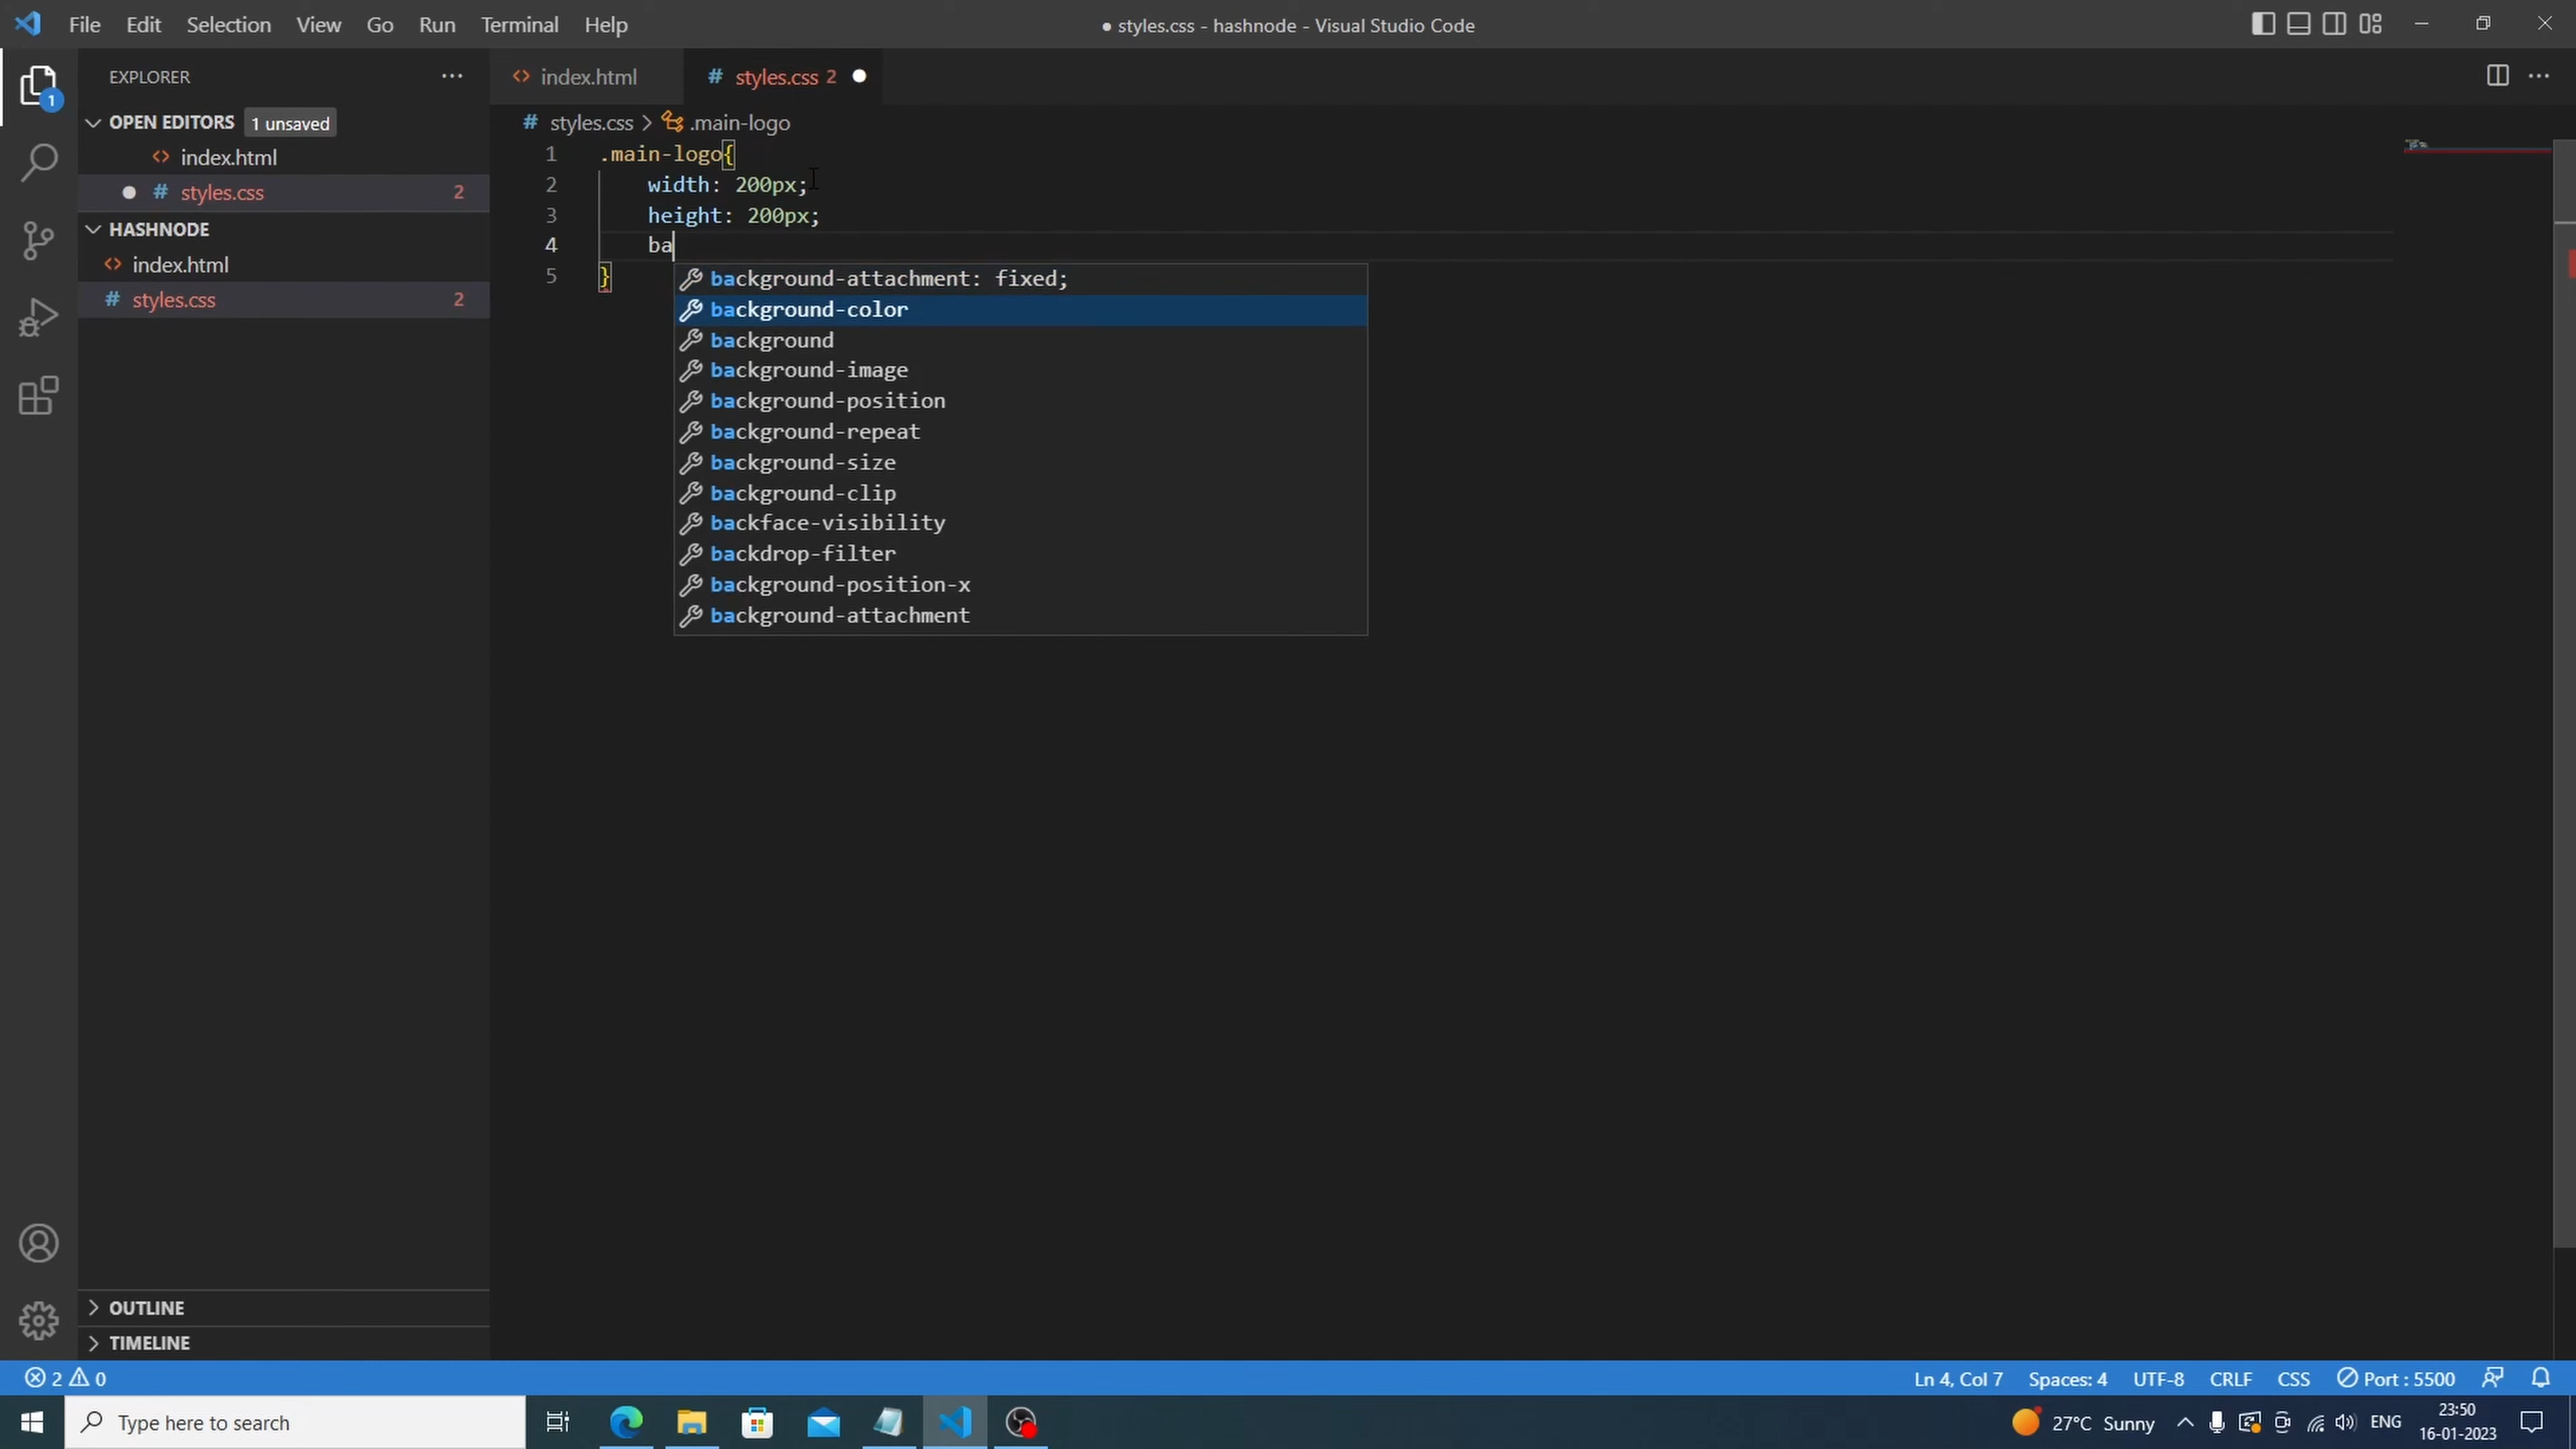 File Edit Selection View Go Run Terminal Help
● styles.css - hashnode - Visual Studio Code
EXPLORER
1
OPEN EDITORS 1 unsaved
index.html
styles.css 2
HASHNODE
index.html
styles.css 2
OUTLINE
TIMELINE
index.html
# styles.css 2
# styles.css > .main-logo
1 .main-logo{
2 width: 200px;
3 height: 200px;
4 ba
5 }
background-attachment: fixed;
background-color
background
background-image
background-position
background-repeat
background-size
background-clip
backface-visibility
backdrop-filter
background-position-x
background-attachment
2 0
Ln 4, Col 7 Spaces: 4 UTF-8 CRLF CSS Port : 5500
Type here to search
27°C Sunny ENG
23:50
16-01-2023